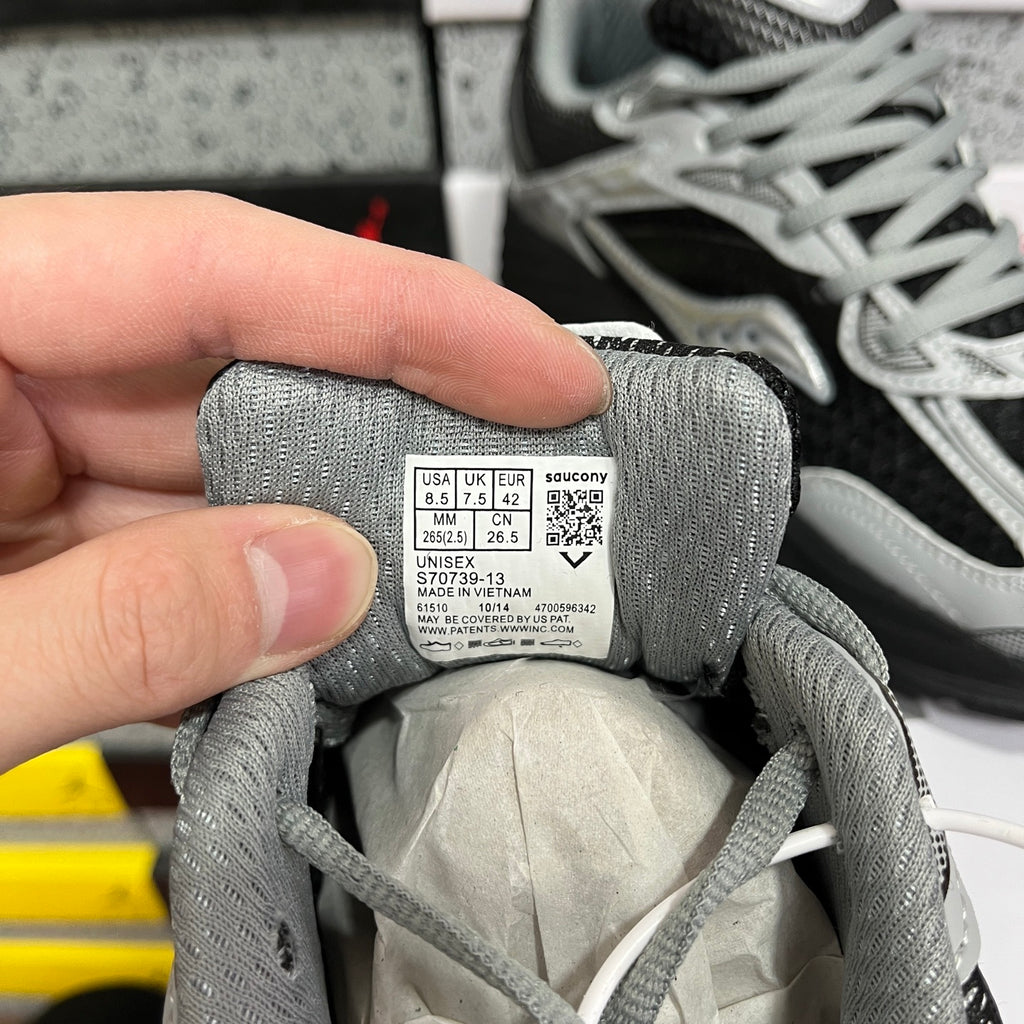 saucony
USA UK EUR
8.5 7.5 42
MM CN
265(2.5) 26.5
UNISEX
S70739-13
MADE IN VIETNAM
61510 10/14 4700596342
MAY BE COVERED BY US PAT.
WWW.PATENTS.WWWINC.COM